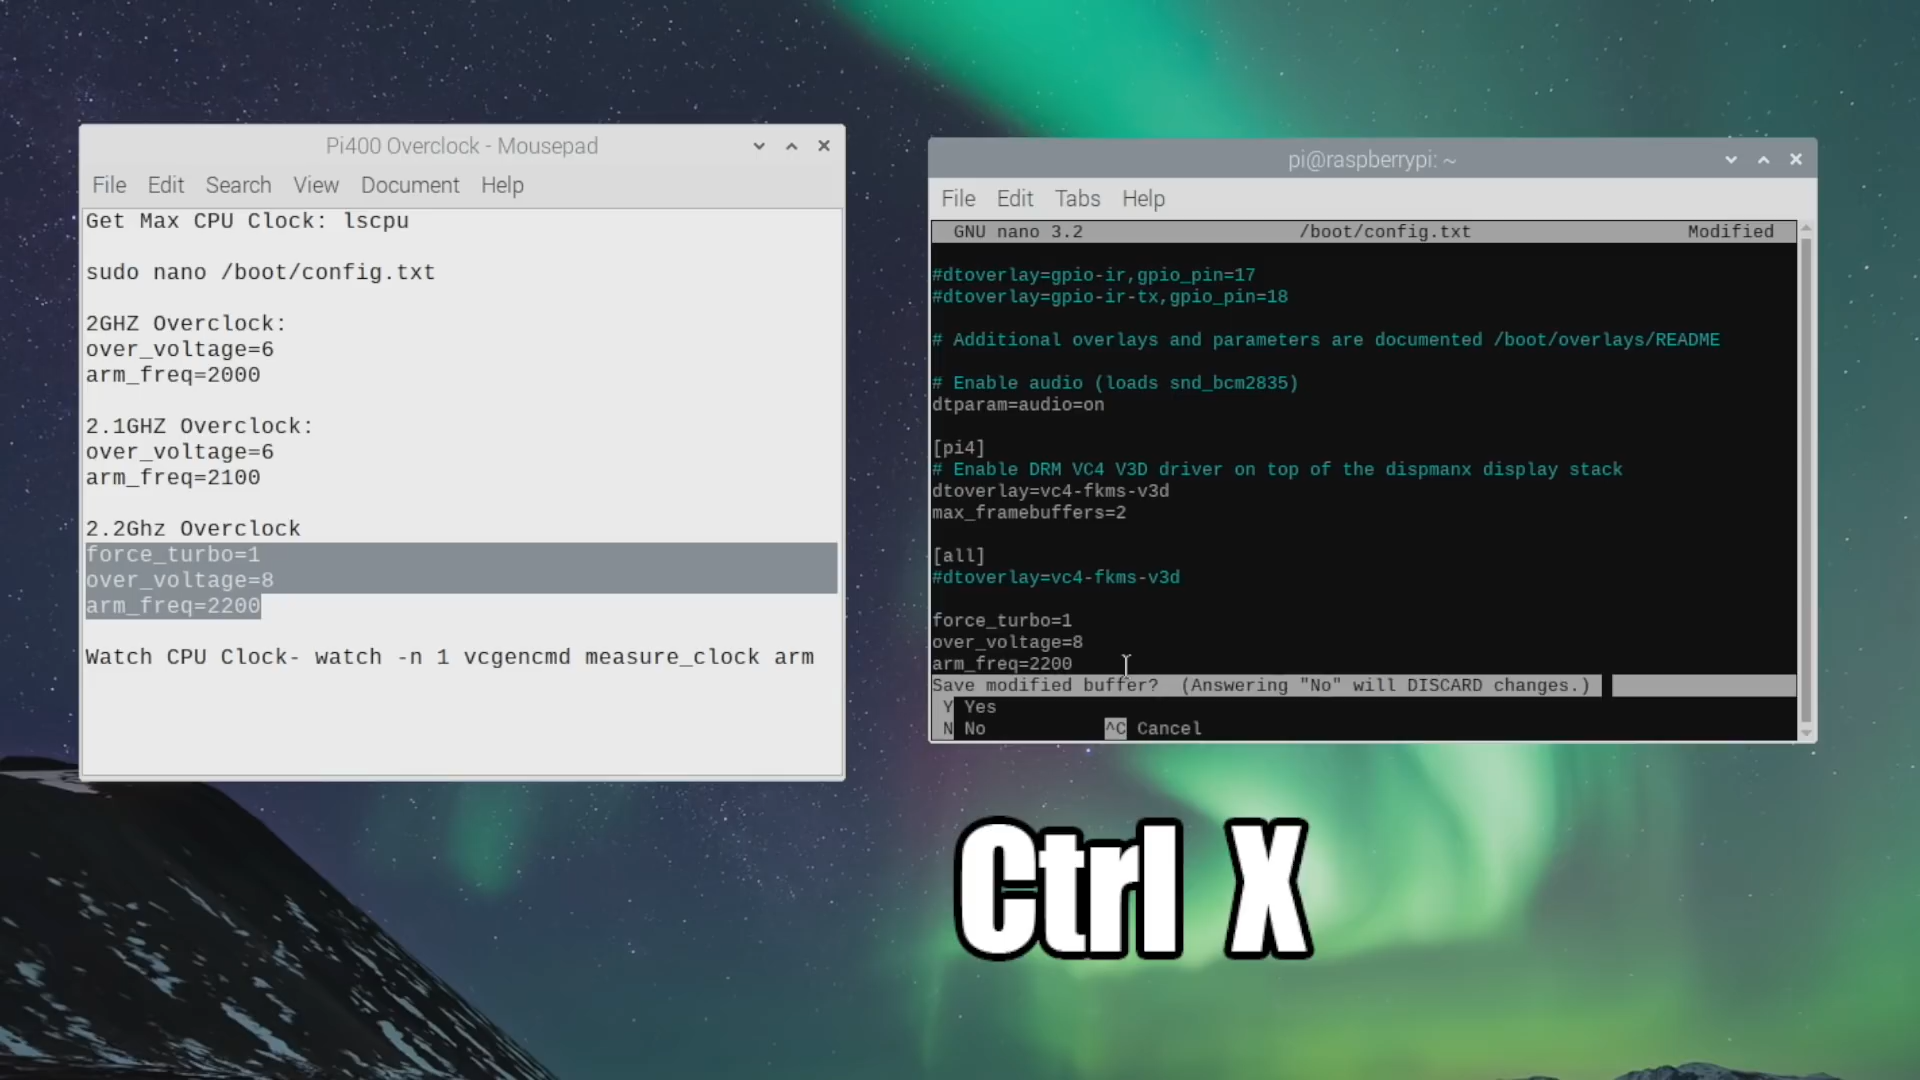 Pi400 Overclock - Mousepad
File Edit Search View Document Help
Get Max CPU Clock: lscpu
sudo nano /boot/config.txt
2GHZ Overclock:
over_voltage=6
arm_freq=2000
2.1GHZ Overclock:
over_voltage=6
arm_freq=2100
2.2Ghz Overclock
force_turbo=1
over_voltage=8
arm_freq=2200
Watch CPU Clock- watch -n 1 vcgencmd measure_clock arm
pi@raspberrypi: ~
File Edit Tabs Help
GNU nano 3.2 /boot/config.txt Modified
#dtoverlay=gpio-ir,gpio_pin=17
#dtoverlay=gpio-ir-tx,gpio_pin=18
# Additional overlays and parameters are documented /boot/overlays/README
# Enable audio (loads snd_bcm2835)
dtparam=audio=on
[pi4]
# Enable DRM VC4 V3D driver on top of the dispmanx display stack
dtoverlay=vc4-fkms-v3d
max_framebuffers=2
[all]
#dtoverlay=vc4-fkms-v3d
force_turbo=1
over_voltage=8
arm_freq=2200
Save modified buffer? (Answering "No" will DISCARD changes.)
Y Yes
N No ^C Cancel
Ctrl X